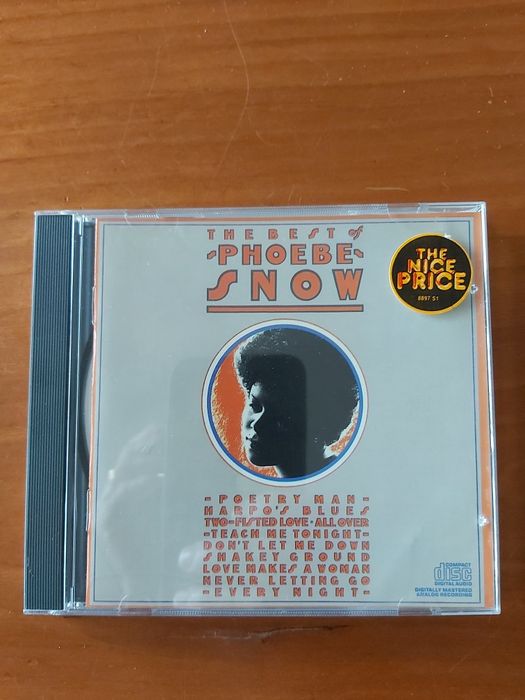 THE BEST of
PHOEBE
SNOW
THE
NICE
PRICE
8897 51
- POETRY MAN -
HARPO'S BLUES
TWO-FISTED LOVE · ALL OVER
- TEACH ME TONIGHT -
DON'T LET ME DOWN
SHAKEY GROUND
LOVE MAKES A WOMAN
NEVER LETTING GO
- EVERY NIGHT -
COMPACT
disc
DIGITAL AUDIO
DIGITALLY MASTERED
ANALOG RECORDING